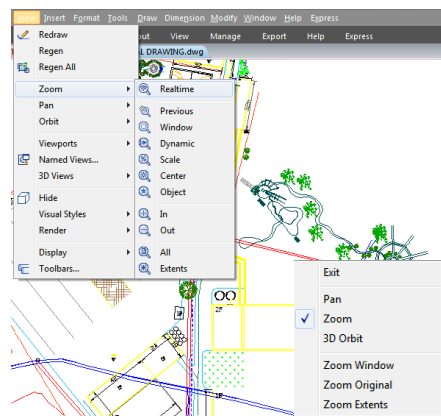 View Insert Format Tools Draw Dimension Modify Window Help Express
out View Manage Export Help Express
L DRAWING.dwg
Redraw
Regen
Regen All
Zoom
Pan
Orbit
Viewports
Named Views...
3D Views
Hide
Visual Styles
Render
Display
Toolbars...
Realtime
Previous
Window
Dynamic
Scale
Center
Object
In
Out
All
Extents
2F
1F
Exit
Pan
Zoom
3D Orbit
Zoom Window
Zoom Original
Zoom Extents